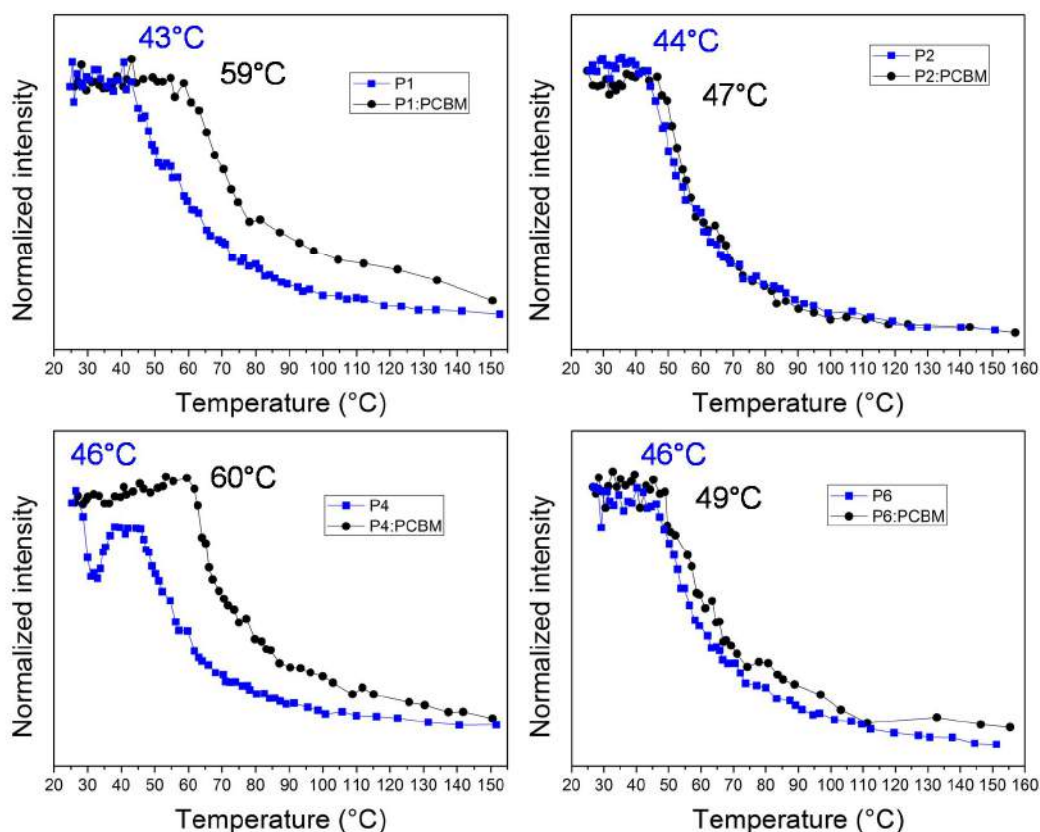 43°C
59°C
P1
P1:PCBM
Normalized intensity
20 30 40 50 60 70 80 90 100 110 120 130 140 150
Temperature (°C)
44°C
47°C
P2
P2:PCBM
Normalized intensity
20 30 40 50 60 70 80 90 100 110 120 130 140 150 160
Temperature (°C)
46°C
60°C
P4
P4:PCBM
Normalized intensity
20 30 40 50 60 70 80 90 100 110 120 130 140 150
Temperature (°C)
46°C
49°C
P6
P6:PCBM
Normalized intensity
20 30 40 50 60 70 80 90 100 110 120 130 140 150 160
Temperature (°C)